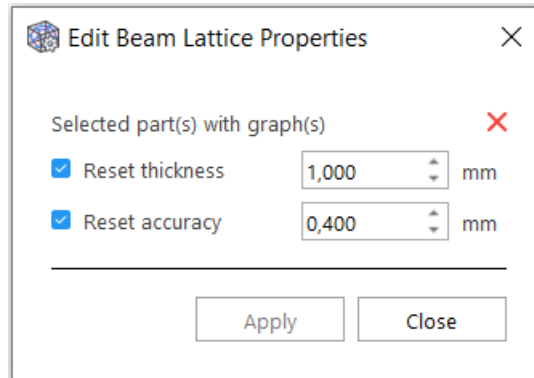 Edit Beam Lattice Properties
Selected part(s) with graph(s)
Reset thickness 1,000 mm
Reset accuracy 0,400 mm
Apply Close